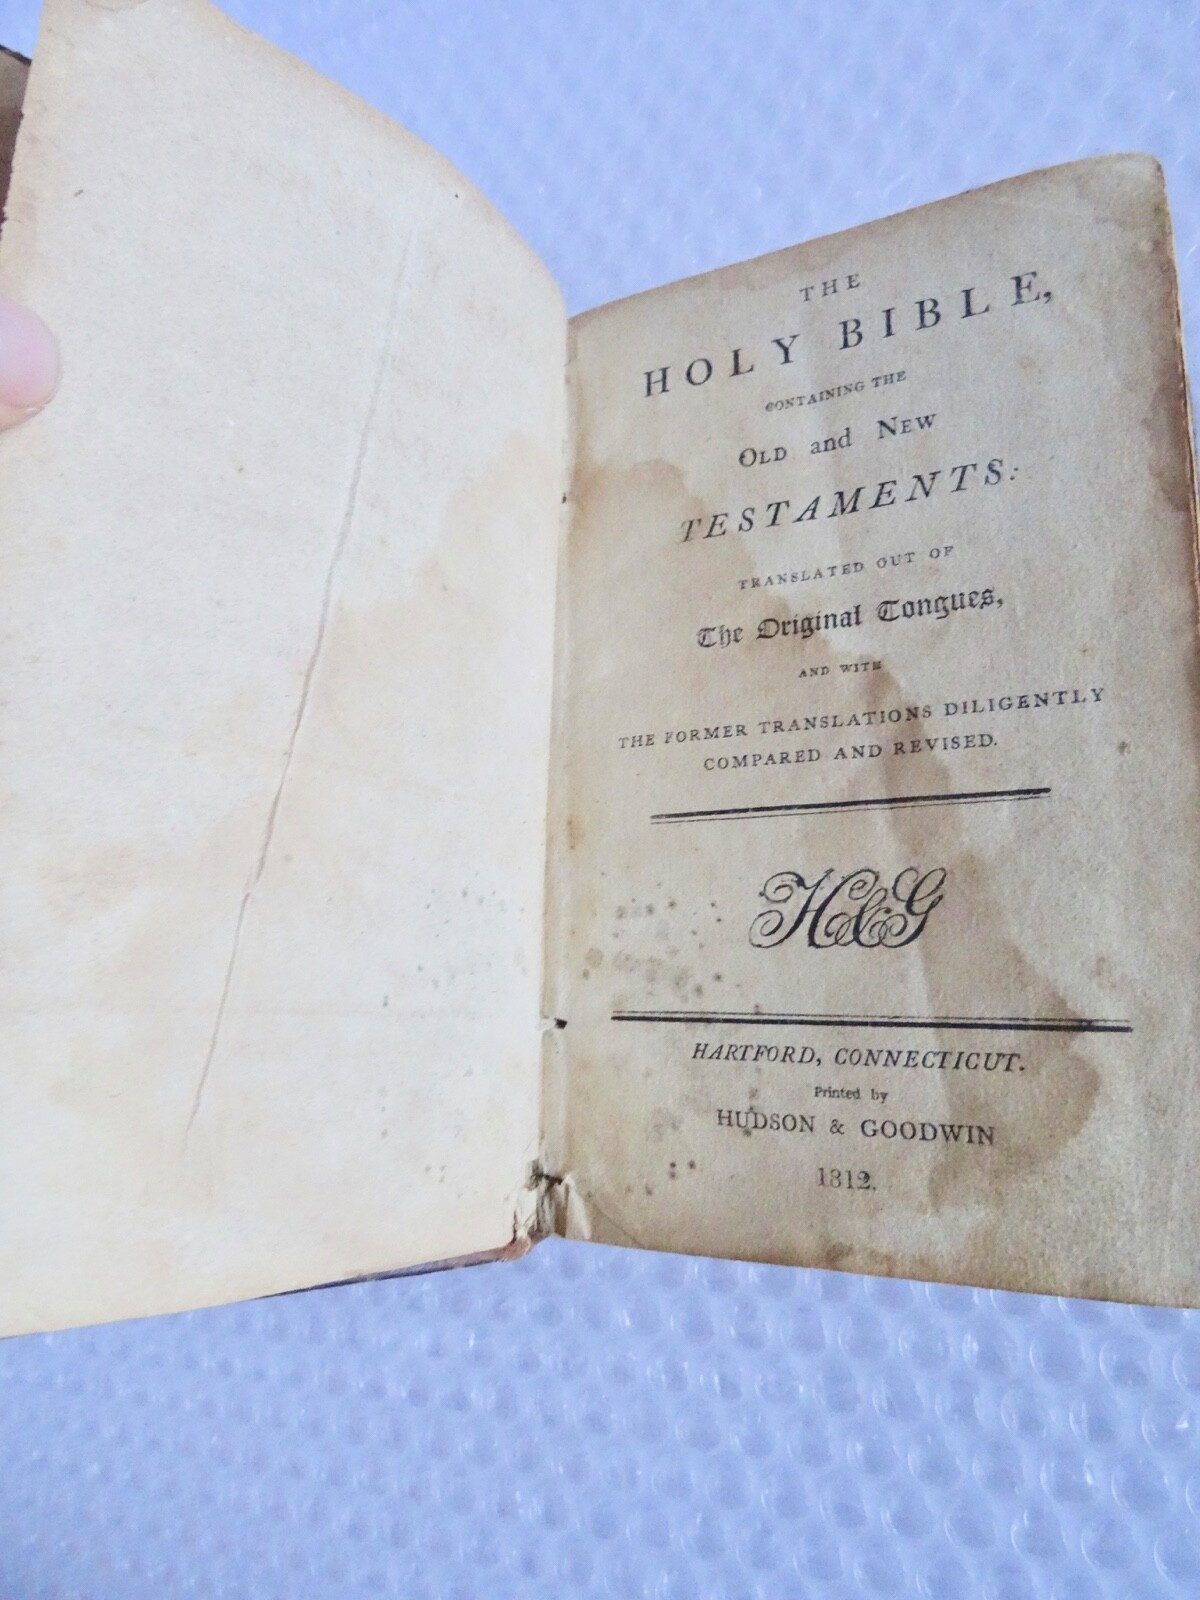 THE
HOLY BIBLE,
CONTAINING THE
OLD and NEW
TESTAMENTS:
TRANSLATED OUT OF
The Original Tongues,
AND WITH
THE FORMER TRANSLATIONS DILIGENTLY
COMPARED AND REVISED.
H&G
HARTFORD, CONNECTICUT.
Printed by
HUDSON & GOODWIN
1812.